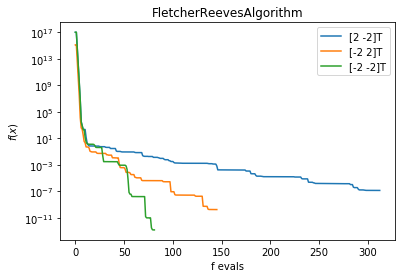 FletcherReevesAlgorithm
[2 -2]T
[-2 2]T
[-2 -2]T
f(x)
10^17
10^13
10^9
10^5
10^1
10^-3
10^-7
10^-11
0 50 100 150 200 250 300
f evals